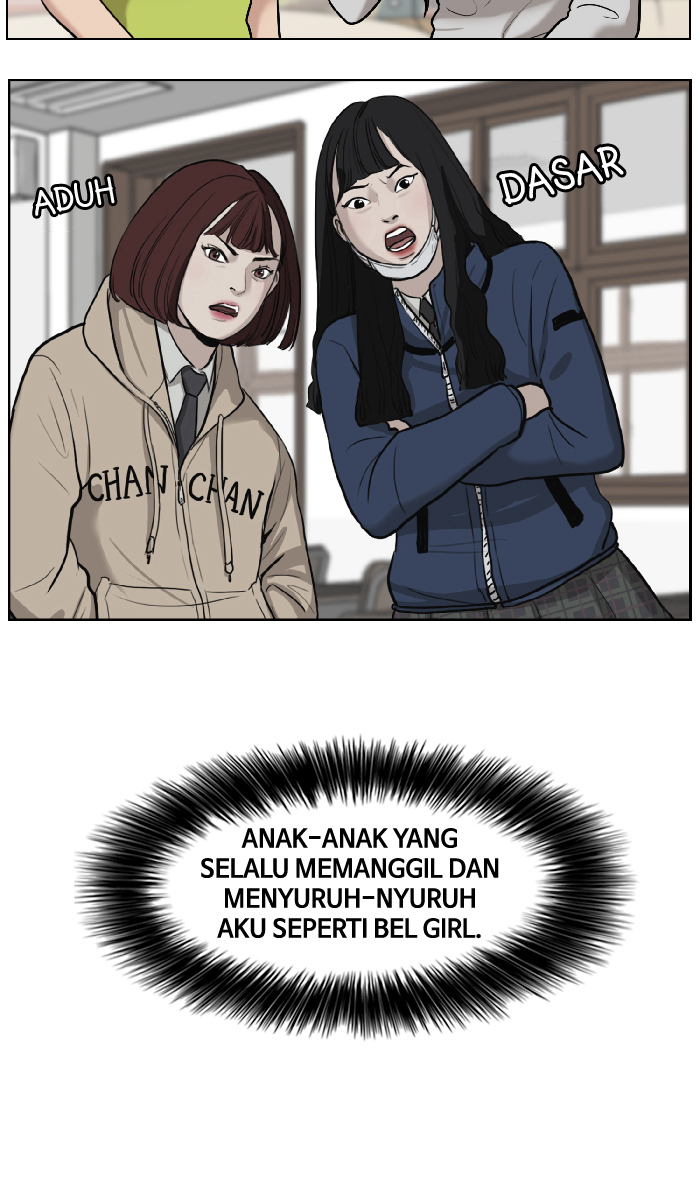 ADUH
DASAR
CHAN CHAN
ANAK-ANAK YANG
SELALU MEMANGGIL DAN
MENYURUH-NYURUH
AKU SEPERTI BEL GIRL.